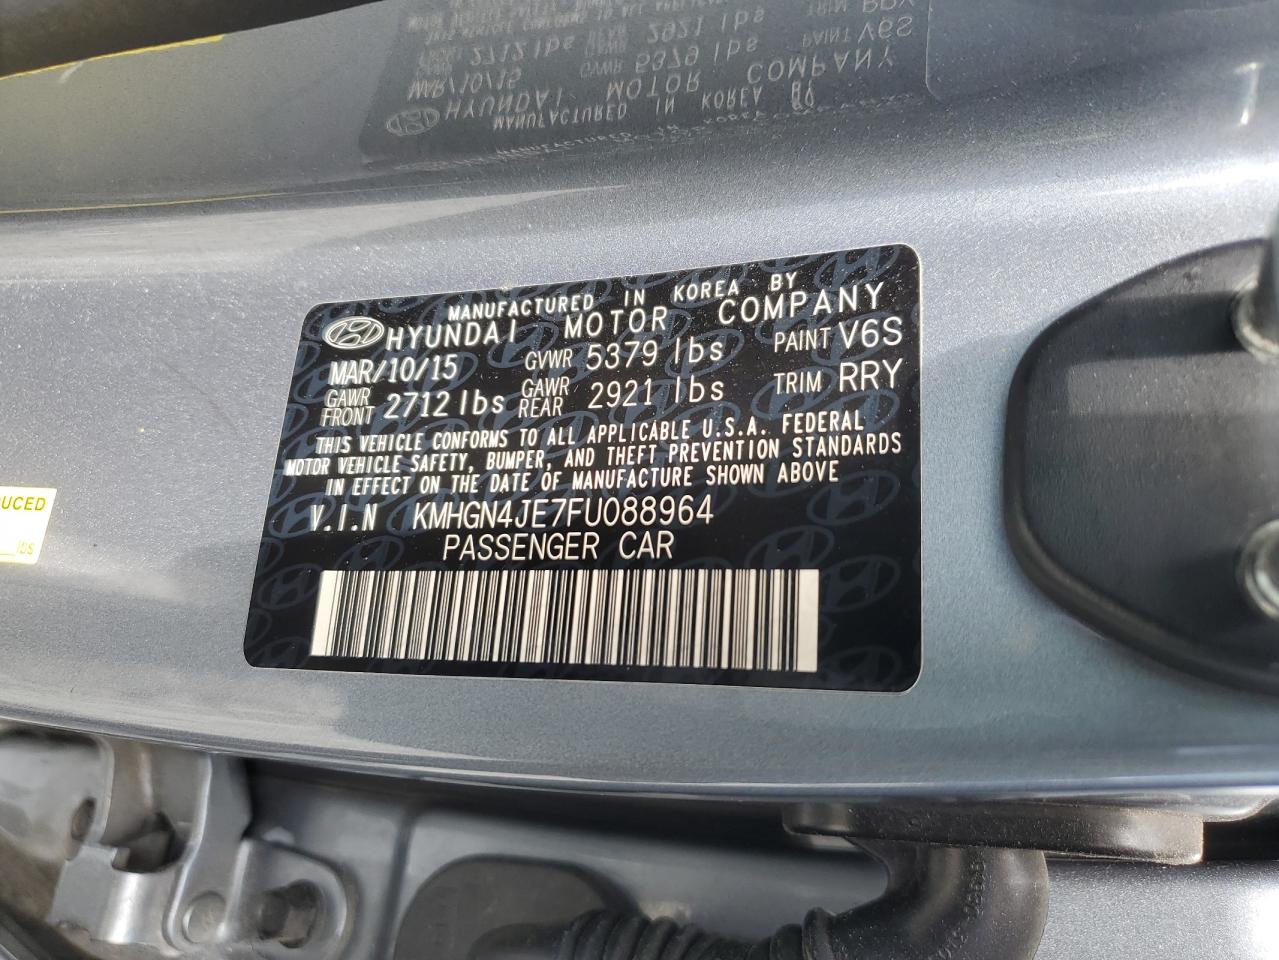 MANUFACTURED IN KOREA BY
HYUNDAI MOTOR COMPANY
MAR/10/15 GVWR 5379 lbs PAINT V6S
GAWR FRONT 2712 lbs GAWR REAR 2921 lbs TRIM RRY
THIS VEHICLE CONFORMS TO ALL APPLICABLE U.S.A. FEDERAL
MOTOR VEHICLE SAFETY, BUMPER, AND THEFT PREVENTION STANDARDS
IN EFFECT ON THE DATE OF MANUFACTURE SHOWN ABOVE
V.I.N KMHGN4JE7FU088964
PASSENGER CAR
UCED
lbs